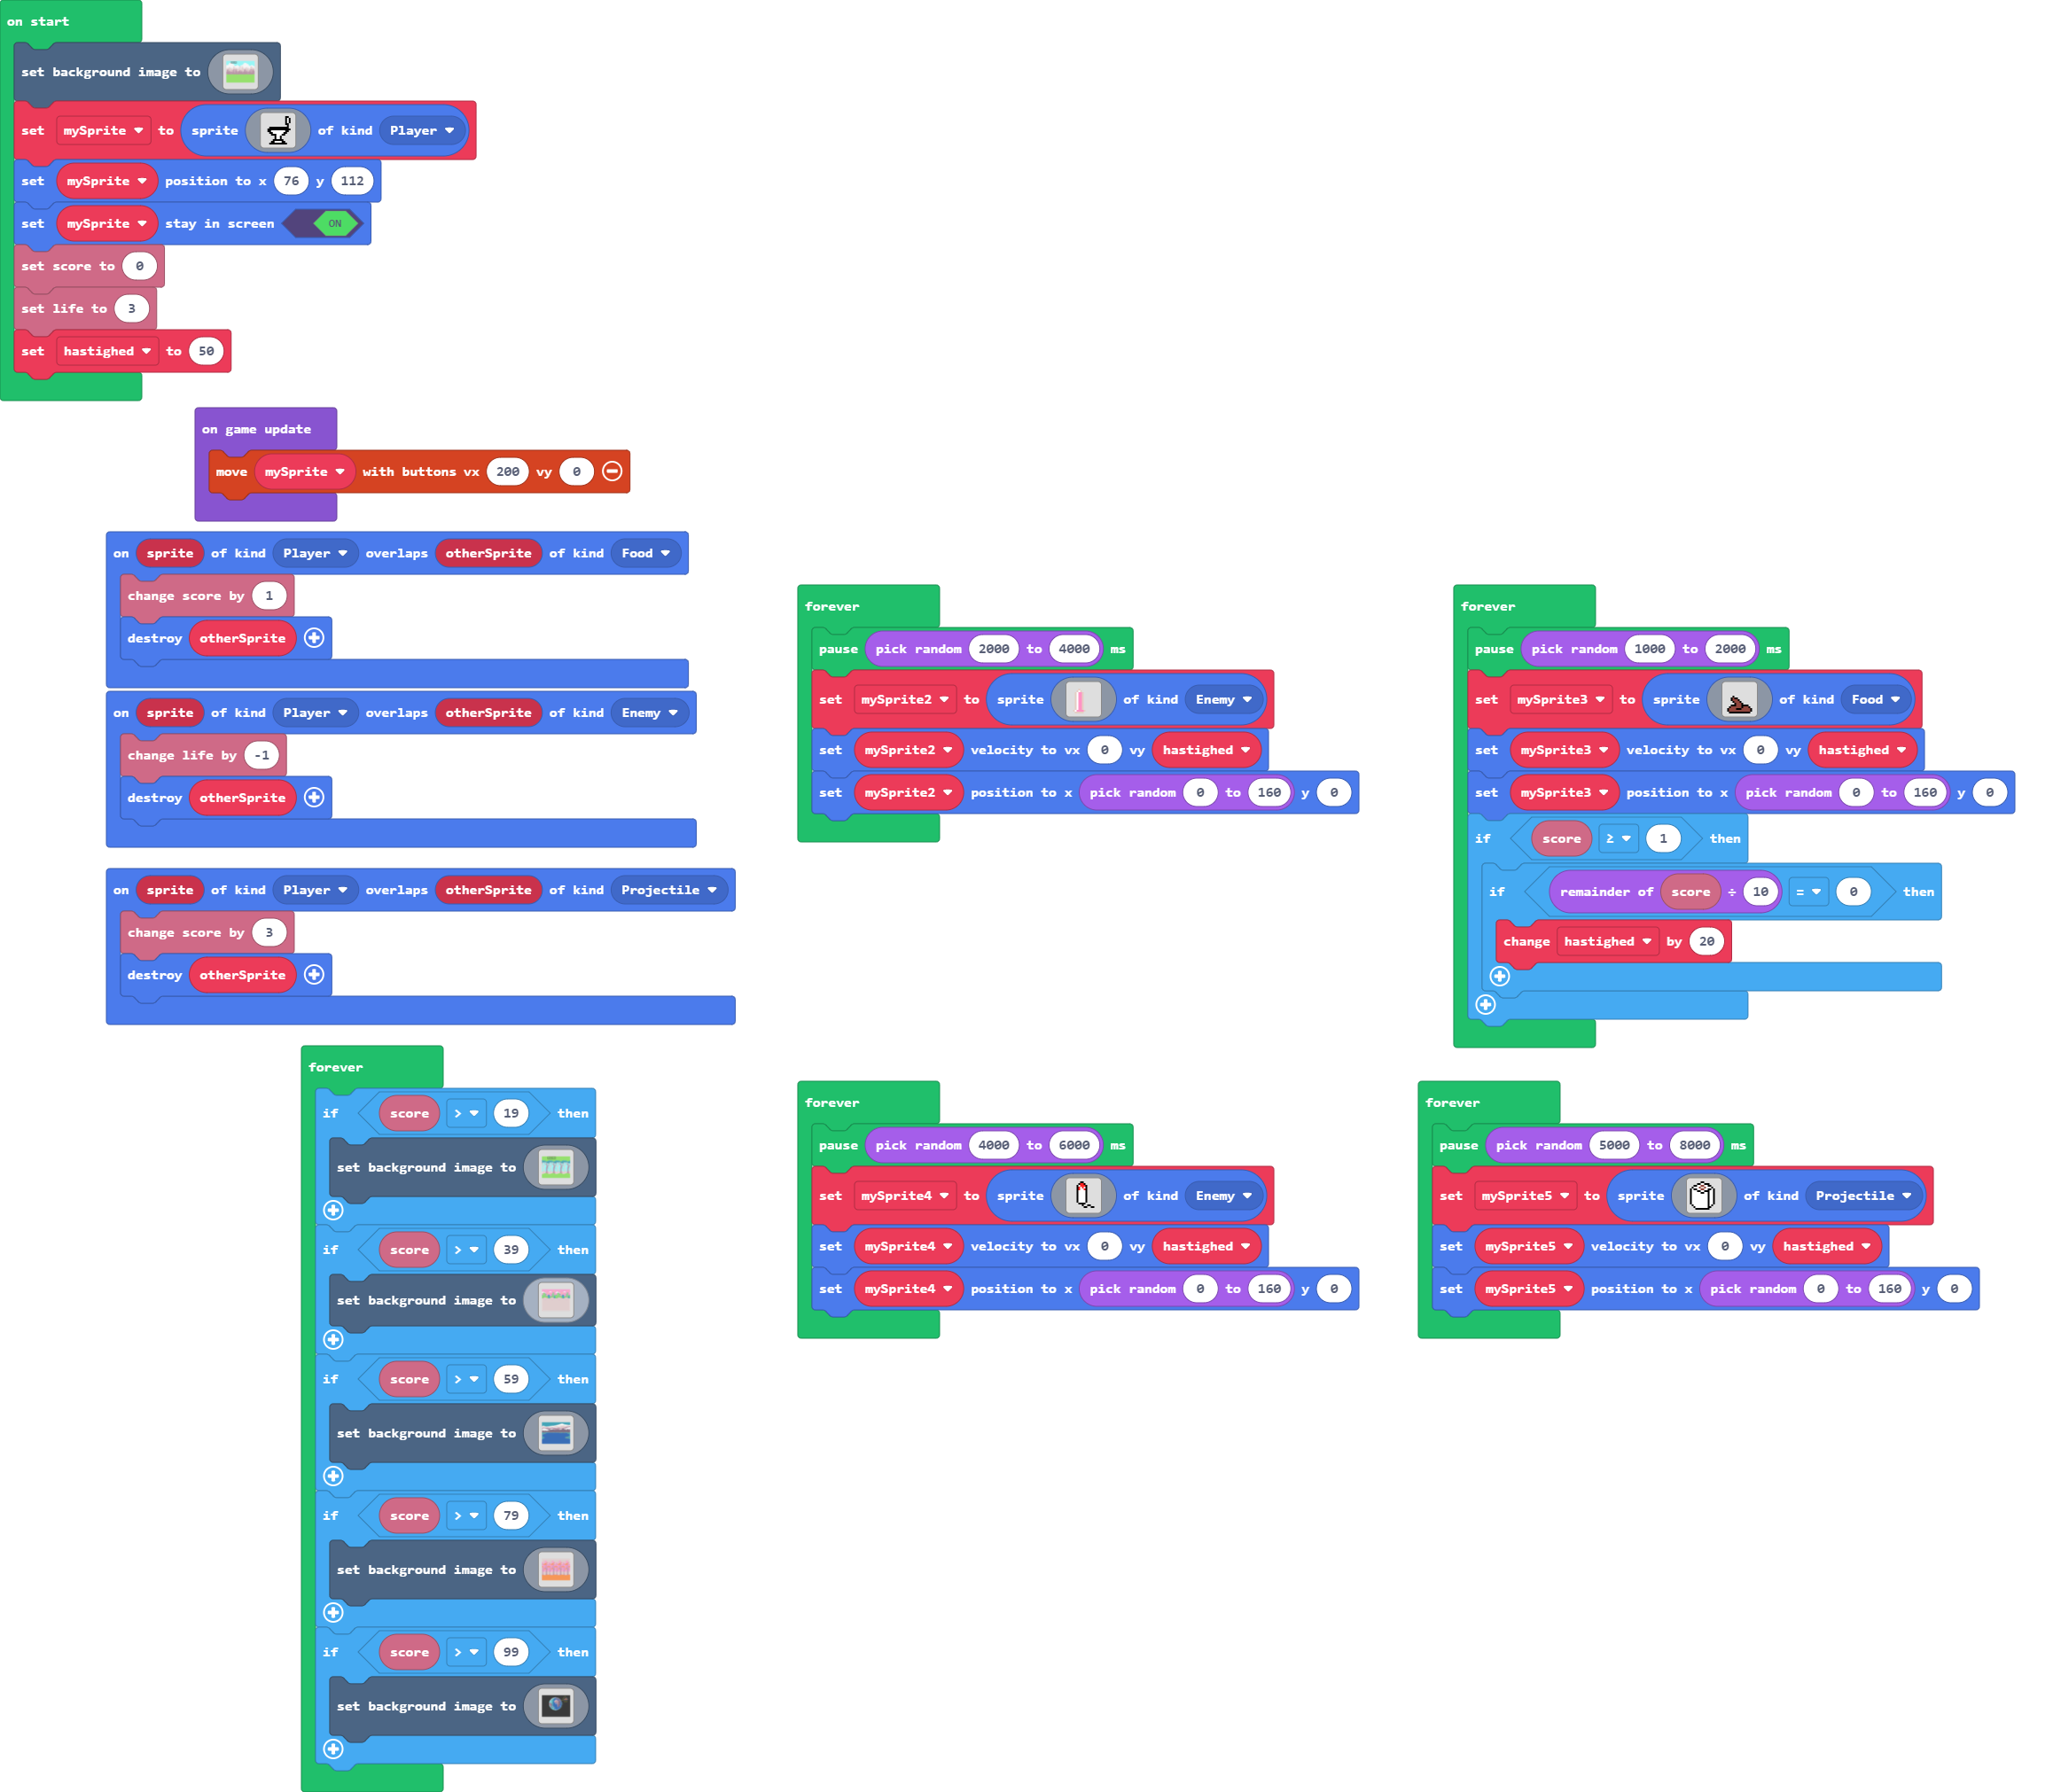 on start
set background image to
set mySprite to sprite of kind Player
set mySprite position to x 76 y 112
set mySprite stay in screen ON
set score to 0
set life to 3
set hastighed to 50
on game update
move mySprite with buttons vx 200 vy 0
on sprite of kind Player overlaps otherSprite of kind Food
change score by 1
destroy otherSprite
on sprite of kind Player overlaps otherSprite of kind Enemy
change life by -1
destroy otherSprite
on sprite of kind Player overlaps otherSprite of kind Projectile
change score by 3
destroy otherSprite
forever
pause pick random 2000 to 4000 ms
set mySprite2 to sprite of kind Enemy
set mySprite2 velocity to vx 0 vy hastighed
set mySprite2 position to x pick random 0 to 160 y 0
forever
pause pick random 1000 to 2000 ms
set mySprite3 to sprite of kind Food
set mySprite3 velocity to vx 0 vy hastighed
set mySprite3 position to x pick random 0 to 160 y 0
if score ≥ 1 then
if remainder of score ÷ 10 = 0 then
change hastighed by 20
forever
if score > 19 then
set background image to
if score > 39 then
set background image to
if score > 59 then
set background image to
if score > 79 then
set background image to
if score > 99 then
set background image to
forever
pause pick random 4000 to 6000 ms
set mySprite4 to sprite of kind Enemy
set mySprite4 velocity to vx 0 vy hastighed
set mySprite4 position to x pick random 0 to 160 y 0
forever
pause pick random 5000 to 8000 ms
set mySprite5 to sprite of kind Projectile
set mySprite5 velocity to vx 0 vy hastighed
set mySprite5 position to x pick random 0 to 160 y 0